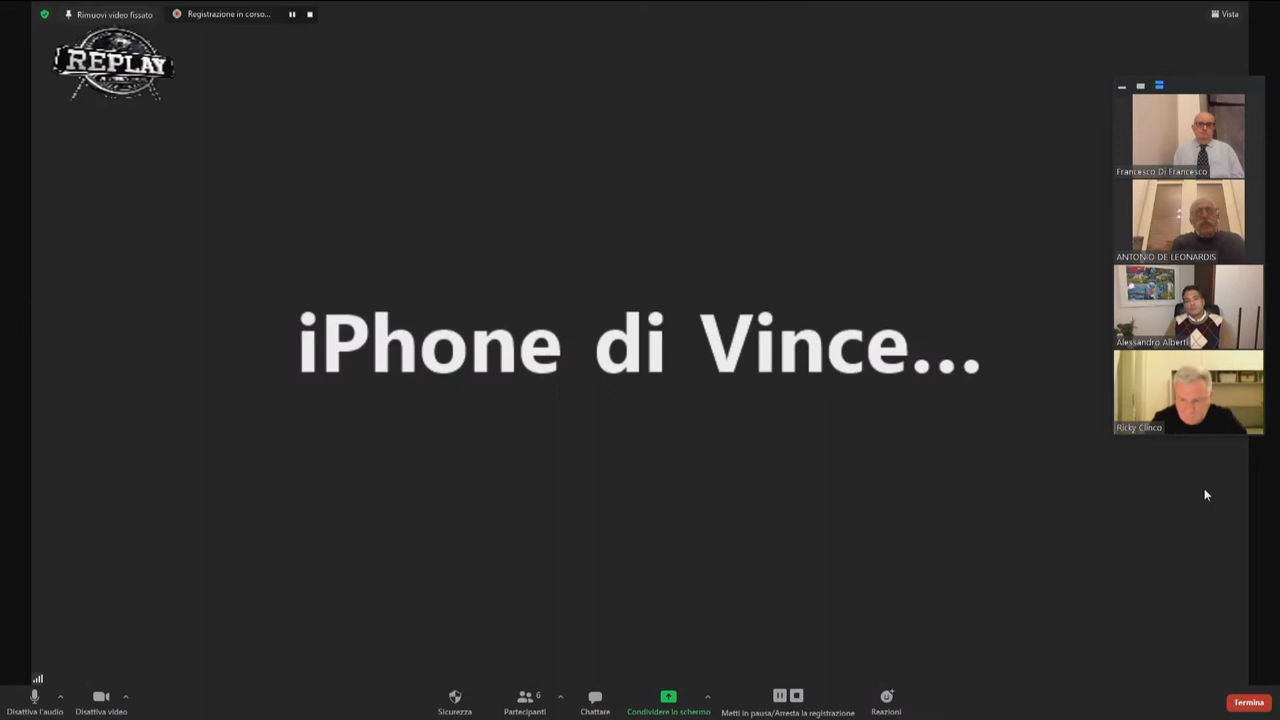 Rimuovi video fissato
Registrazione in corso...
Vista
REPLAY
Francesco Di Francesco
ANTONIO DE LEONARDIS
iPhone di Vince...
Alessandro Alberti
Ricky Clinco
Disattiva l'audio
Disattiva video
Sicurezza
6
Partecipanti
Chattare
Condividere lo schermo
Metti in pausa/Arresta la registrazione
Reazioni
Termina